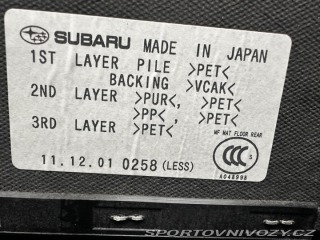 SUBARU MADE IN JAPAN
1ST LAYER PILE >PET<
BACKING >VCAK<
2ND LAYER >PUR<, >PET<
>PP<, >PET<
3RD LAYER >PET<
MF MAT FLOOR REAR
CCC S
A048998
11.12.01 0258 (LESS)
SPORTOVNIVOZY.CZ